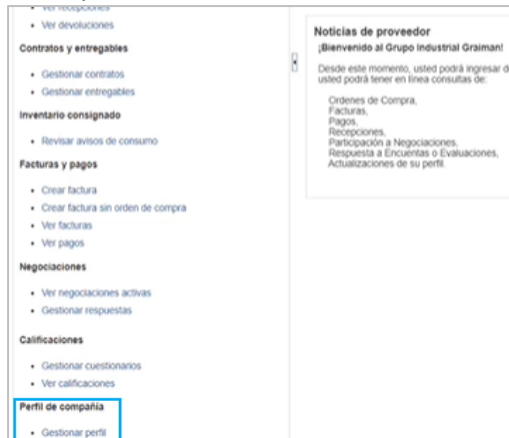 Ver recepciones
Ver devoluciones
Contratos y entregables
Gestionar contratos
Gestionar entregables
Inventario consignado
Revisar avisos de consumo
Facturas y pagos
Crear factura
Crear factura sin orden de compra
Ver facturas
Ver pagos
Negociaciones
Ver negociaciones activas
Gestionar respuestas
Calificaciones
Gestionar cuestionarios
Ver calificaciones
Perfil de compañía
Gestionar perfil
Noticias de proveedor
¡Bienvenido al Grupo Industrial Graiman!
Desde este momento, usted podrá ingresar d
usted podrá tener en línea consultas de:
Ordenes de Compra,
Facturas,
Pagos,
Recepciones,
Participación a Negociaciones,
Respuesta a Encuentas o Evaluaciones,
Actualizaciones de su perfil.